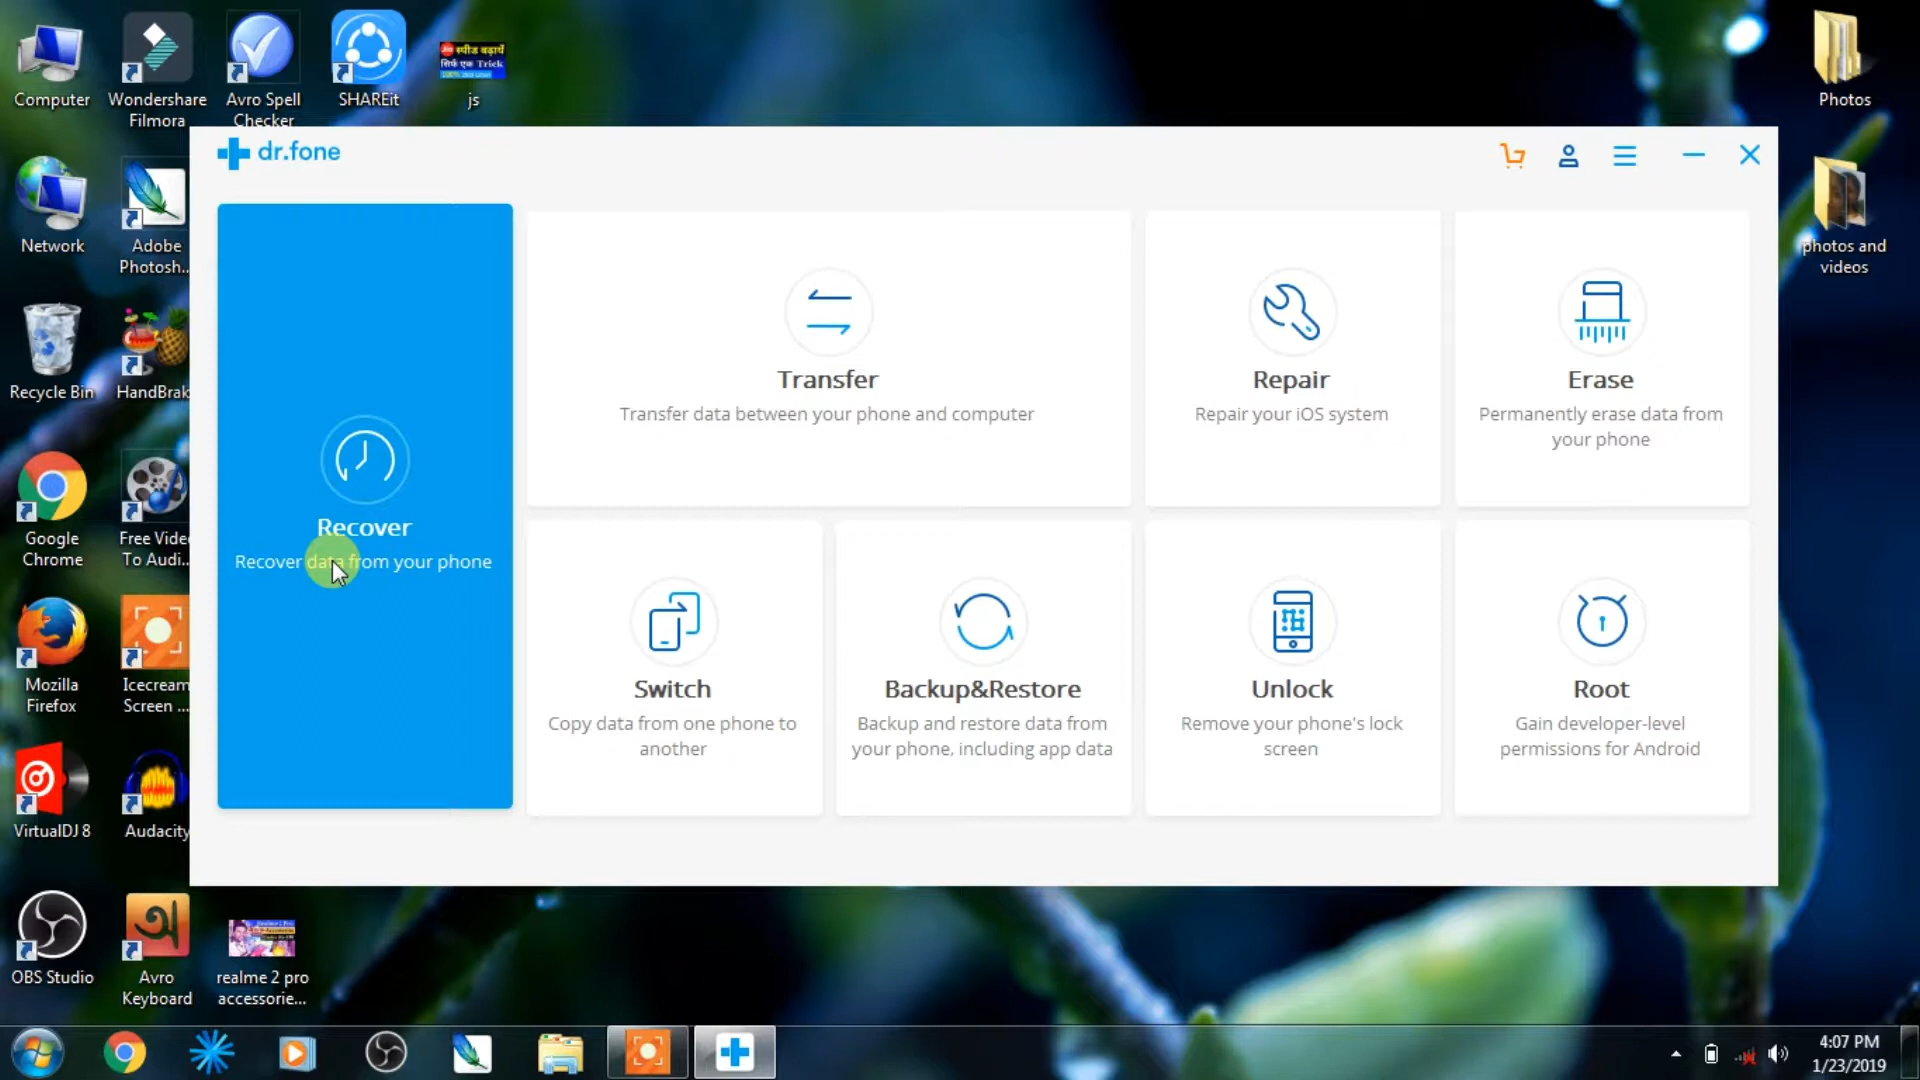 Computer
Wondershare
Filmora
Avro Spell
Checker
SHAREit
स्पीड बढ़ायें
सिर्फ एक Trick
js
Photos
dr.fone
Network
Adobe
Photosh...
photos and
videos
Recycle Bin
HandBrak
Google
Chrome
Free Vide
To Audi...
Mozilla
Firefox
Icecream
Screen ...
VirtualDJ 8
Audacity
OBS Studio
অ
Avro
Keyboard
realme 2 pro
accessorie...
Recover
Recover data from your phone
Transfer
Transfer data between your phone and computer
Repair
Repair your iOS system
Erase
Permanently erase data from
your phone
Switch
Copy data from one phone to
another
Backup&Restore
Backup and restore data from
your phone, including app data
Unlock
Remove your phone's lock
screen
Root
Gain developer-level
permissions for Android
4:07 PM
1/23/2019